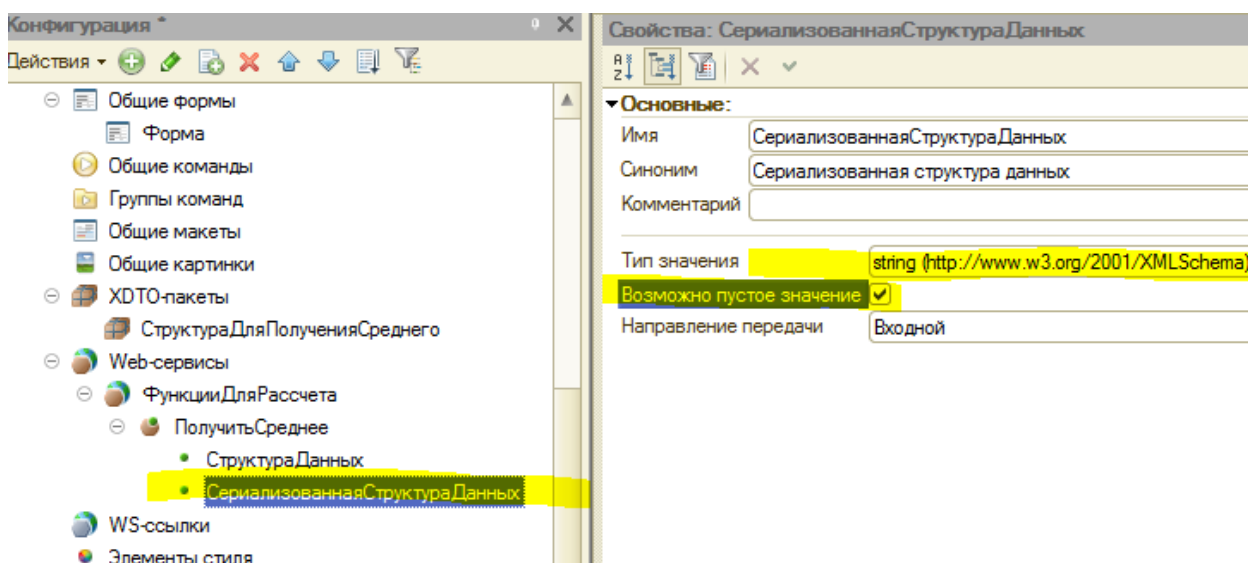 Конфигурация *
Действия
Общие формы
Форма
Общие команды
Группы команд
Общие макеты
Общие картинки
XDTO-пакеты
СтруктураДляПолученияСреднего
Web-сервисы
ФункцииДляРассчета
ПолучитьСреднее
СтруктураДанных
СериализованнаяСтруктураДанных
WS-ссылки
Элементы стиля
Свойства: СериализованнаяСтруктураДанных
Основные:
Имя СериализованнаяСтруктураДанных
Синоним Сериализованная структура данных
Комментарий
Тип значения string (http://www.w3.org/2001/XMLSchema)
Возможно пустое значение
Направление передачи Входной